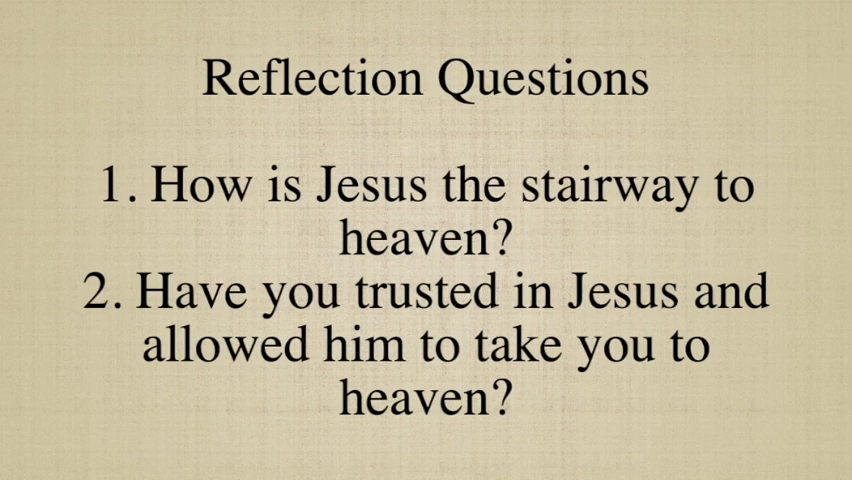 Reflection Questions
1. How is Jesus the stairway to
heaven?
2. Have you trusted in Jesus and
allowed him to take you to
heaven?